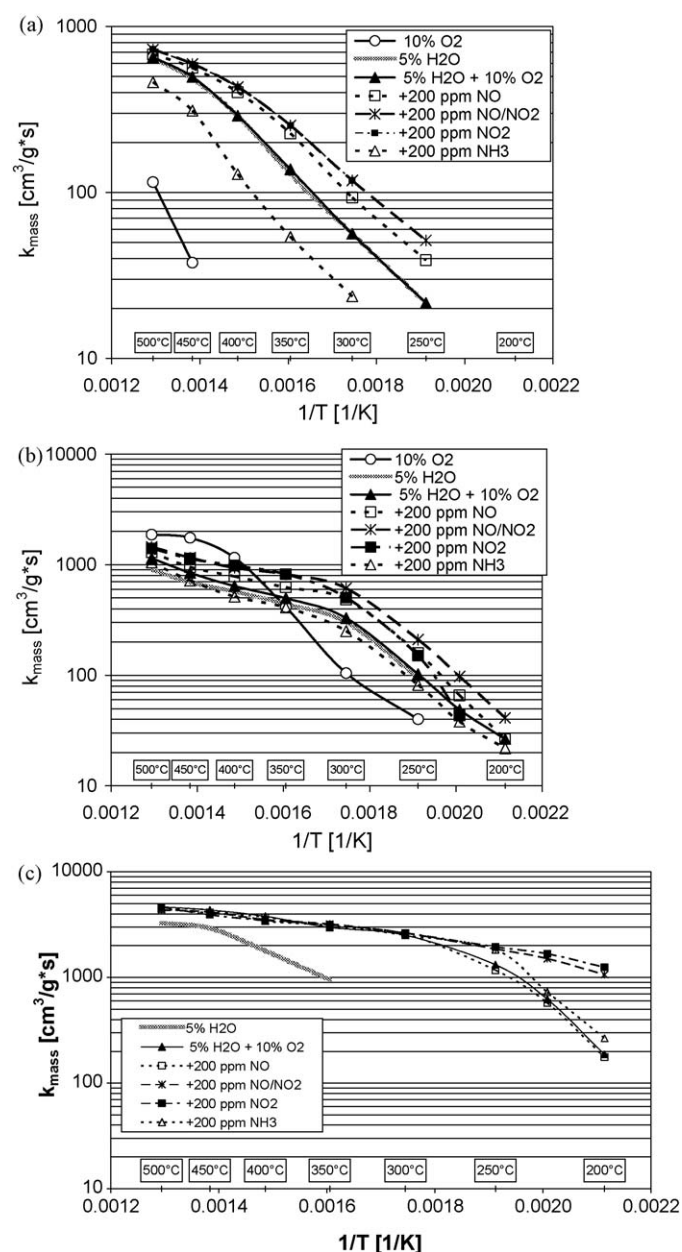 (a)
1000
100
10
k_mass [cm³/g*s]
10% O2
5% H2O
5% H2O + 10% O2
+200 ppm NO
+200 ppm NO/NO2
+200 ppm NO2
+200 ppm NH3
500°C 450°C 400°C 350°C 300°C 250°C 200°C
0.0012 0.0014 0.0016 0.0018 0.0020 0.0022
1/T [1/K]
(b)
10000
1000
100
10
k_mass [cm³/g*s]
10% O2
5% H2O
5% H2O + 10% O2
+200 ppm NO
+200 ppm NO/NO2
+200 ppm NO2
+200 ppm NH3
500°C 450°C 400°C 350°C 300°C 250°C 200°C
0.0012 0.0014 0.0016 0.0018 0.0020 0.0022
1/T [1/K]
(c)
10000
1000
100
10
k_mass [cm³/g*s]
5% H2O
5% H2O + 10% O2
+200 ppm NO
+200 ppm NO/NO2
+200 ppm NO2
+200 ppm NH3
500°C 450°C 400°C 350°C 300°C 250°C 200°C
0.0012 0.0014 0.0016 0.0018 0.0020 0.0022
1/T [1/K]